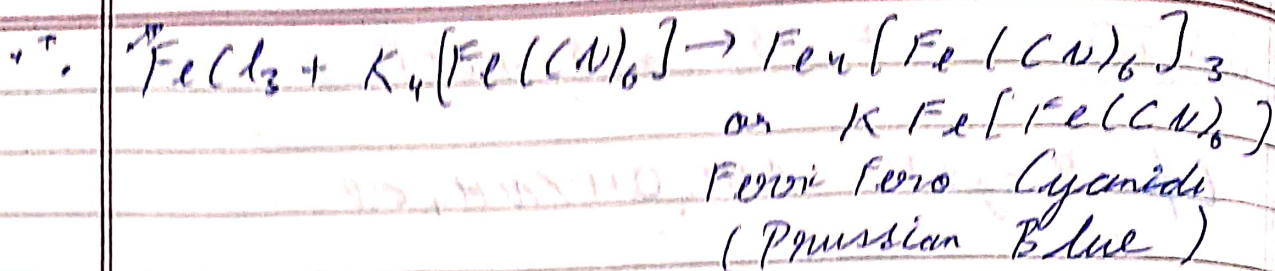 ∴ FeCl₃ + K₄[Fe(CN)₆] → Fe₄[Fe(CN)₆]₃
or KFe[Fe(CN)₆]
Ferri Fero Cyanide
(Prussian Blue)